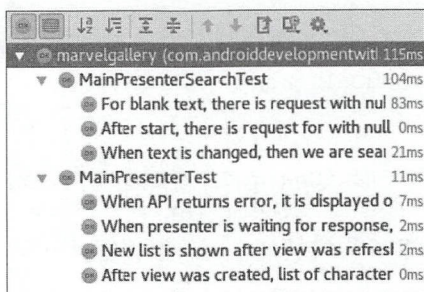 marvelgallery (com.androiddevelopmentwitl 115ms
MainPresenterSearchTest 104ms
For blank text, there is request with nul 83ms
After start, there is request for with null 0ms
When text is changed, then we are sear 21ms
MainPresenterTest 11ms
When API returns error, it is displayed o 7ms
When presenter is waiting for response, 2ms
New list is shown after view was refresl 2ms
After view was created, list of character 0ms